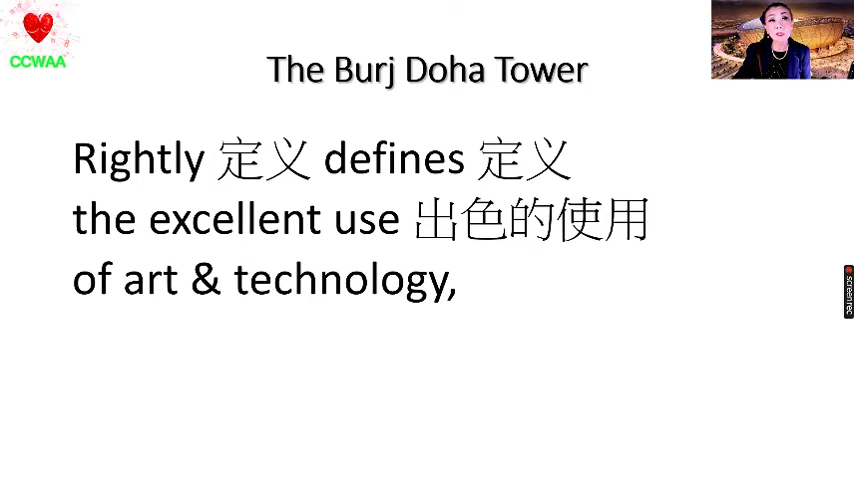 CCWAA
The Burj Doha Tower
Rightly 定义 defines 定义
the excellent use 出色的使用
of art & technology,
screenrec